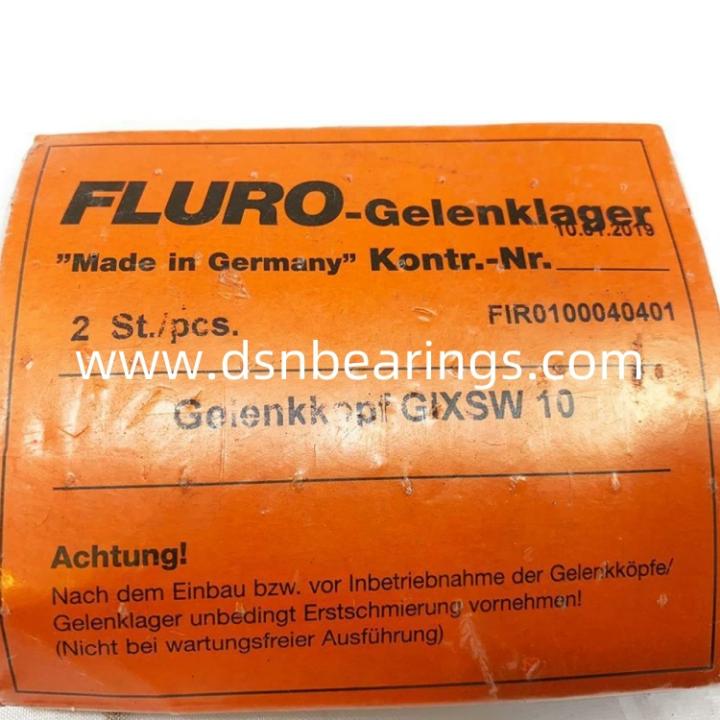 FLURO-Gelenklager
10.01.2019
"Made in Germany" Kontr.-Nr.
2 St./pcs.
FIR0100040401
www.dsnbearings.com
Gelenkkopf GIXSW 10
Achtung!
Nach dem Einbau bzw. vor Inbetriebnahme der Gelenkköpfe/
Gelenklager unbedingt Erstschmierung vornehmen!
(Nicht bei wartungsfreier Ausführung)